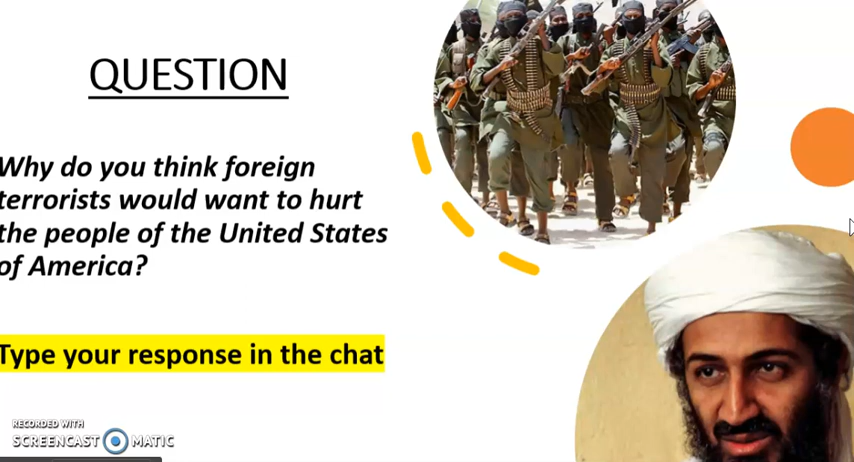 QUESTION
Why do you think foreign
terrorists would want to hurt
the people of the United States
of America?
Type your response in the chat
RECORDED WITH
SCREENCAST MATIC